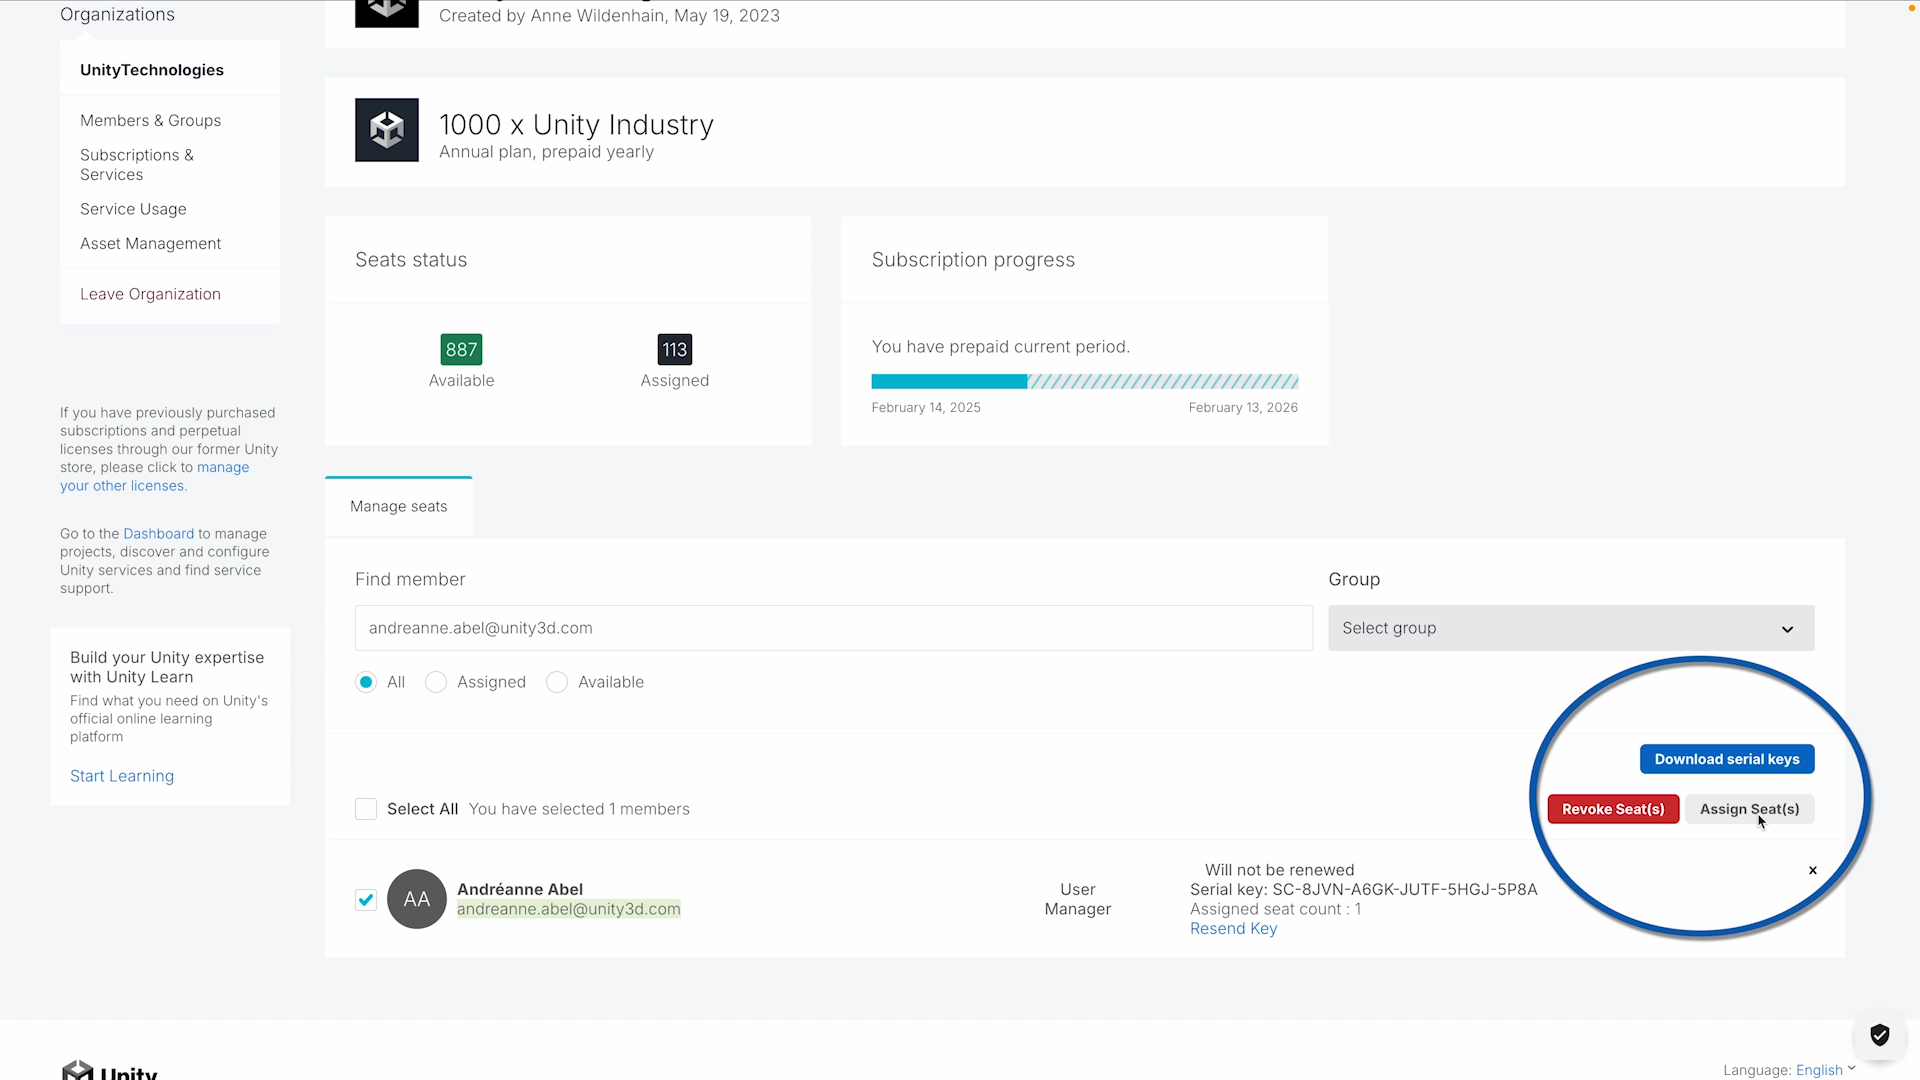 Organizations
UnityTechnologies
Members & Groups
Subscriptions &
Services
Service Usage
Asset Management
Leave Organization
If you have previously purchased
subscriptions and perpetual
licenses through our former Unity
store, please click to manage
your other licenses.
Go to the Dashboard to manage
projects, discover and configure
Unity services and find service
support.
Build your Unity expertise
with Unity Learn
Find what you need on Unity's
official online learning
platform
Start Learning
Created by Anne Wildenhain, May 19, 2023
1000 x Unity Industry
Annual plan, prepaid yearly
Seats status
887
Available
113
Assigned
Subscription progress
You have prepaid current period.
February 14, 2025
February 13, 2026
Manage seats
Find member
Group
andreanne.abel@unity3d.com
Select group
All
Assigned
Available
Download serial keys
Select All You have selected 1 members
Revoke Seat(s)
Assign Seat(s)
AA
Andréanne Abel
andreanne.abel@unity3d.com
User
Manager
Will not be renewed
Serial key: SC-8JVN-A6GK-JUTF-5HGJ-5P8A
Assigned seat count : 1
Resend Key
Unity
Language: English